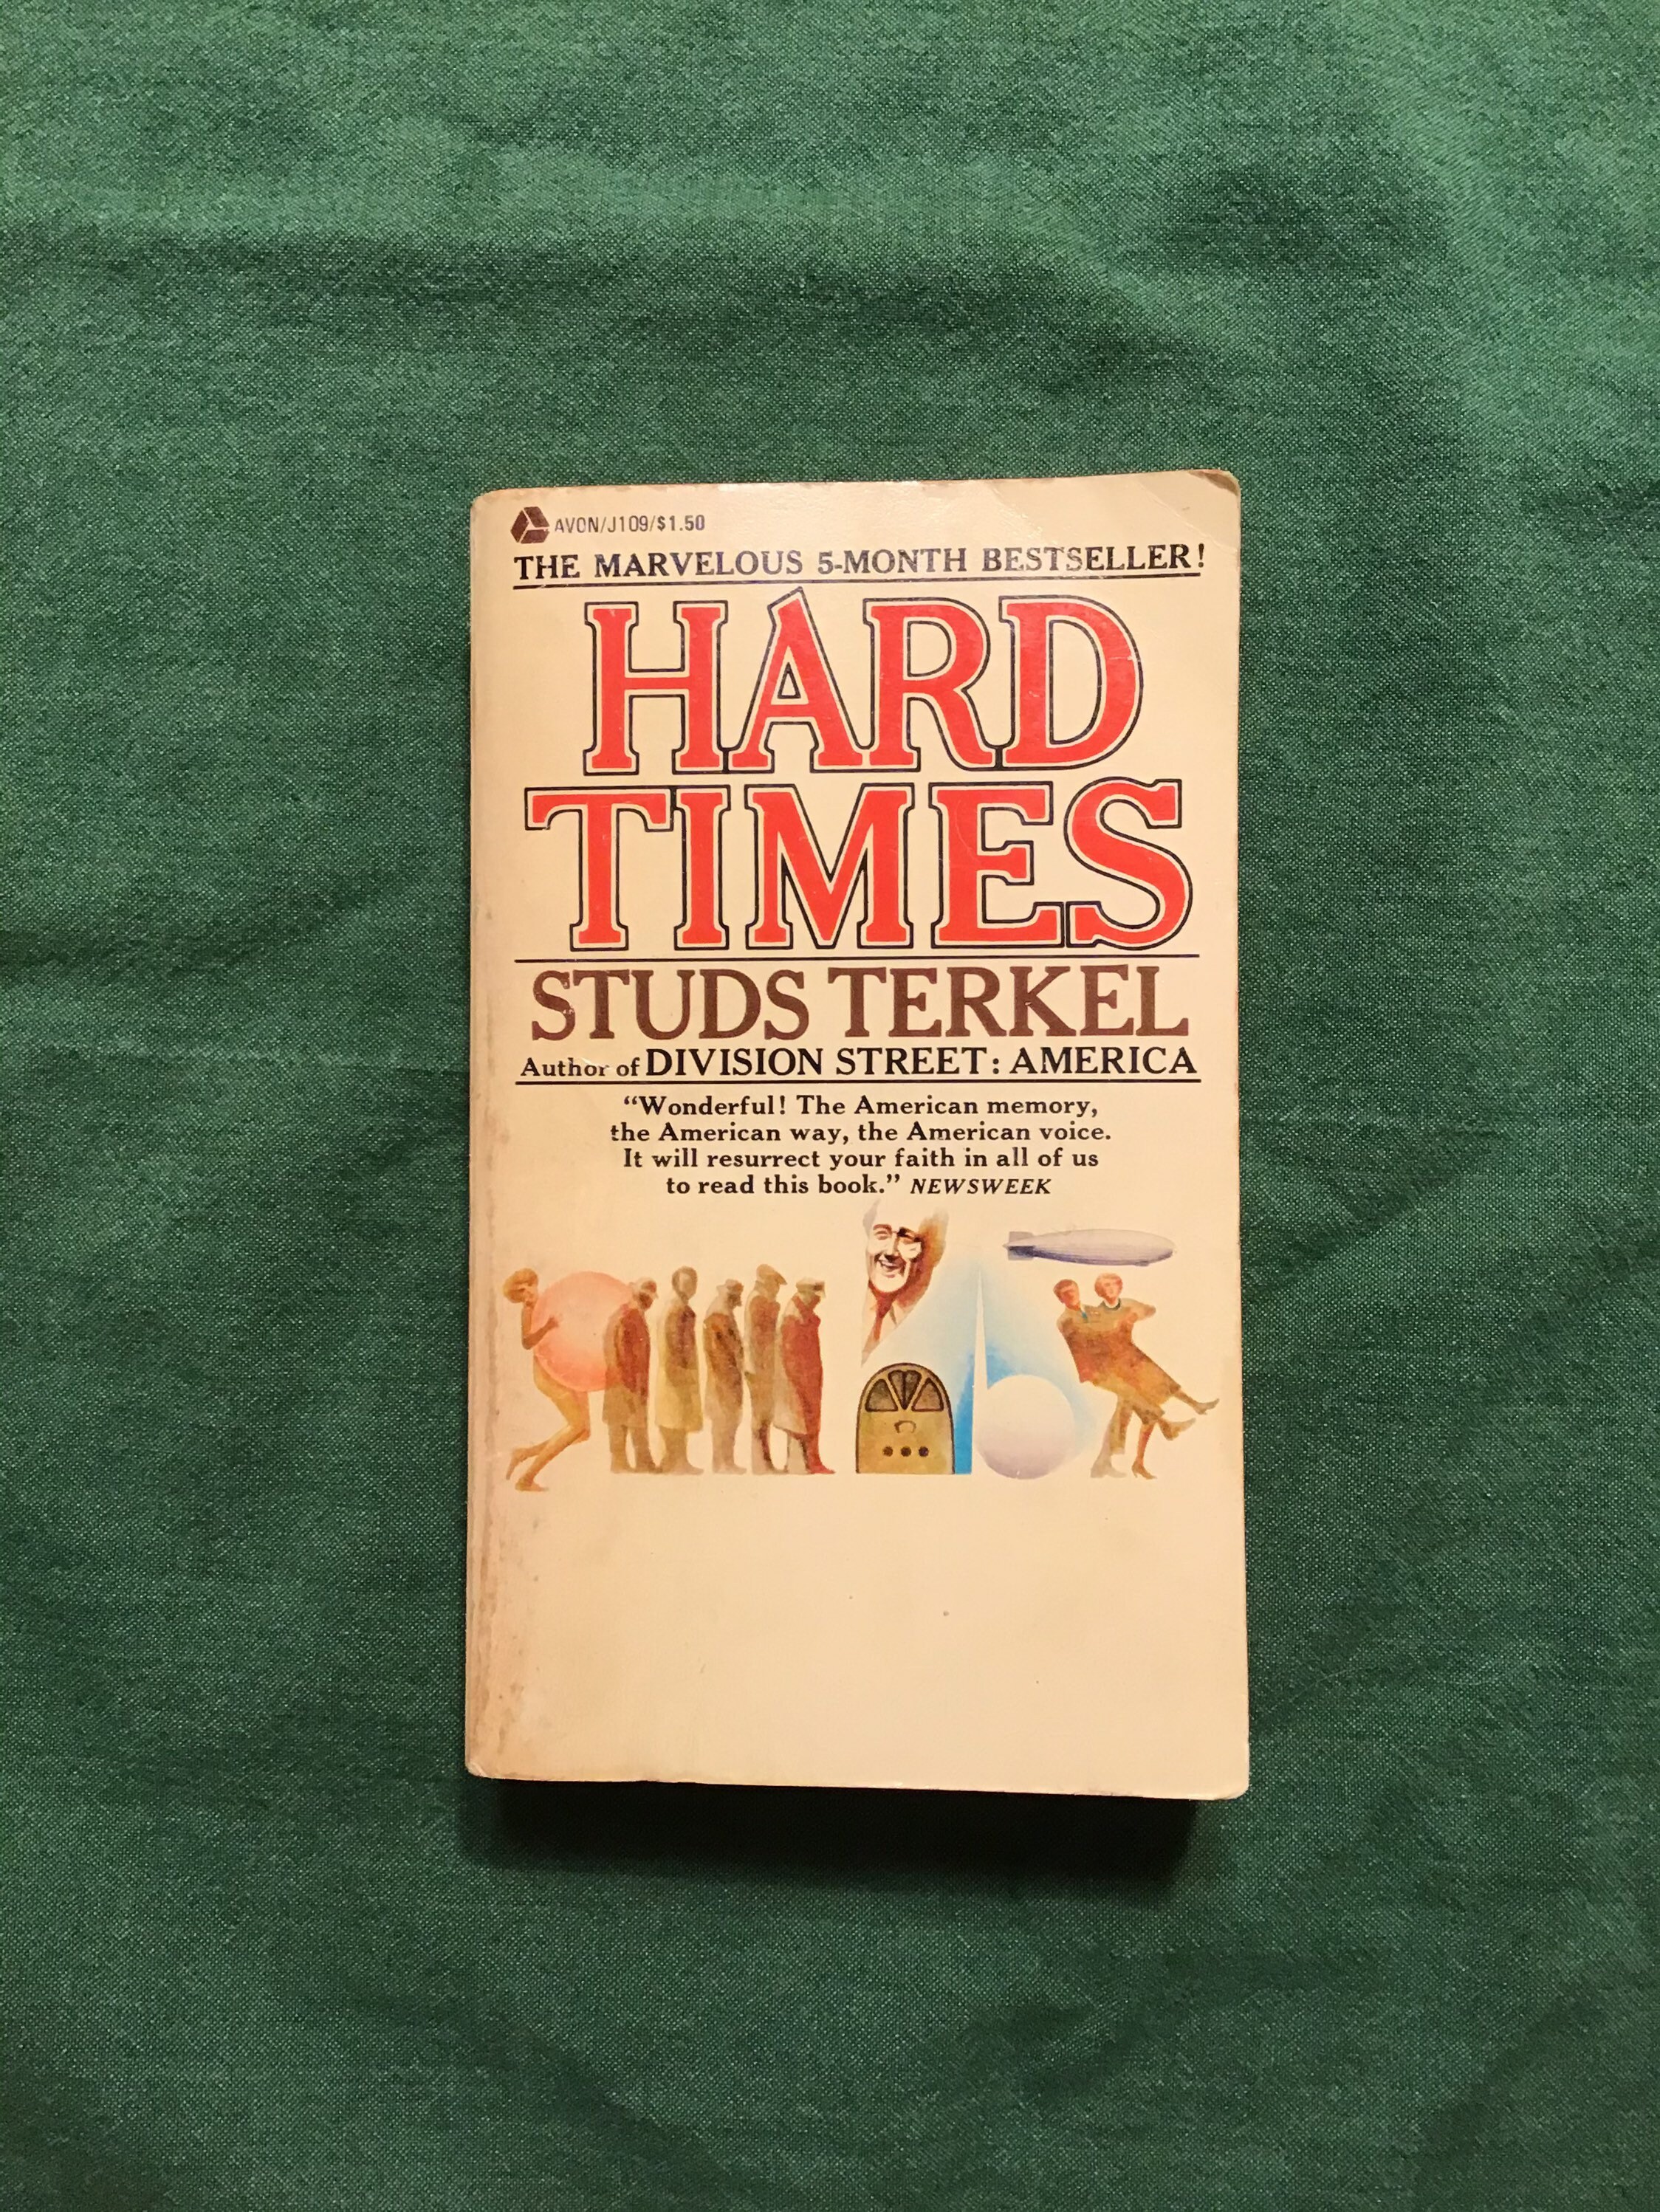 AVON/J109/$1.50
THE MARVELOUS 5-MONTH BESTSELLER!
HARD
TIMES
STUDS TERKEL
Author of DIVISION STREET: AMERICA
“Wonderful! The American memory,
the American way, the American voice.
It will resurrect your faith in all of us
to read this book.” NEWSWEEK